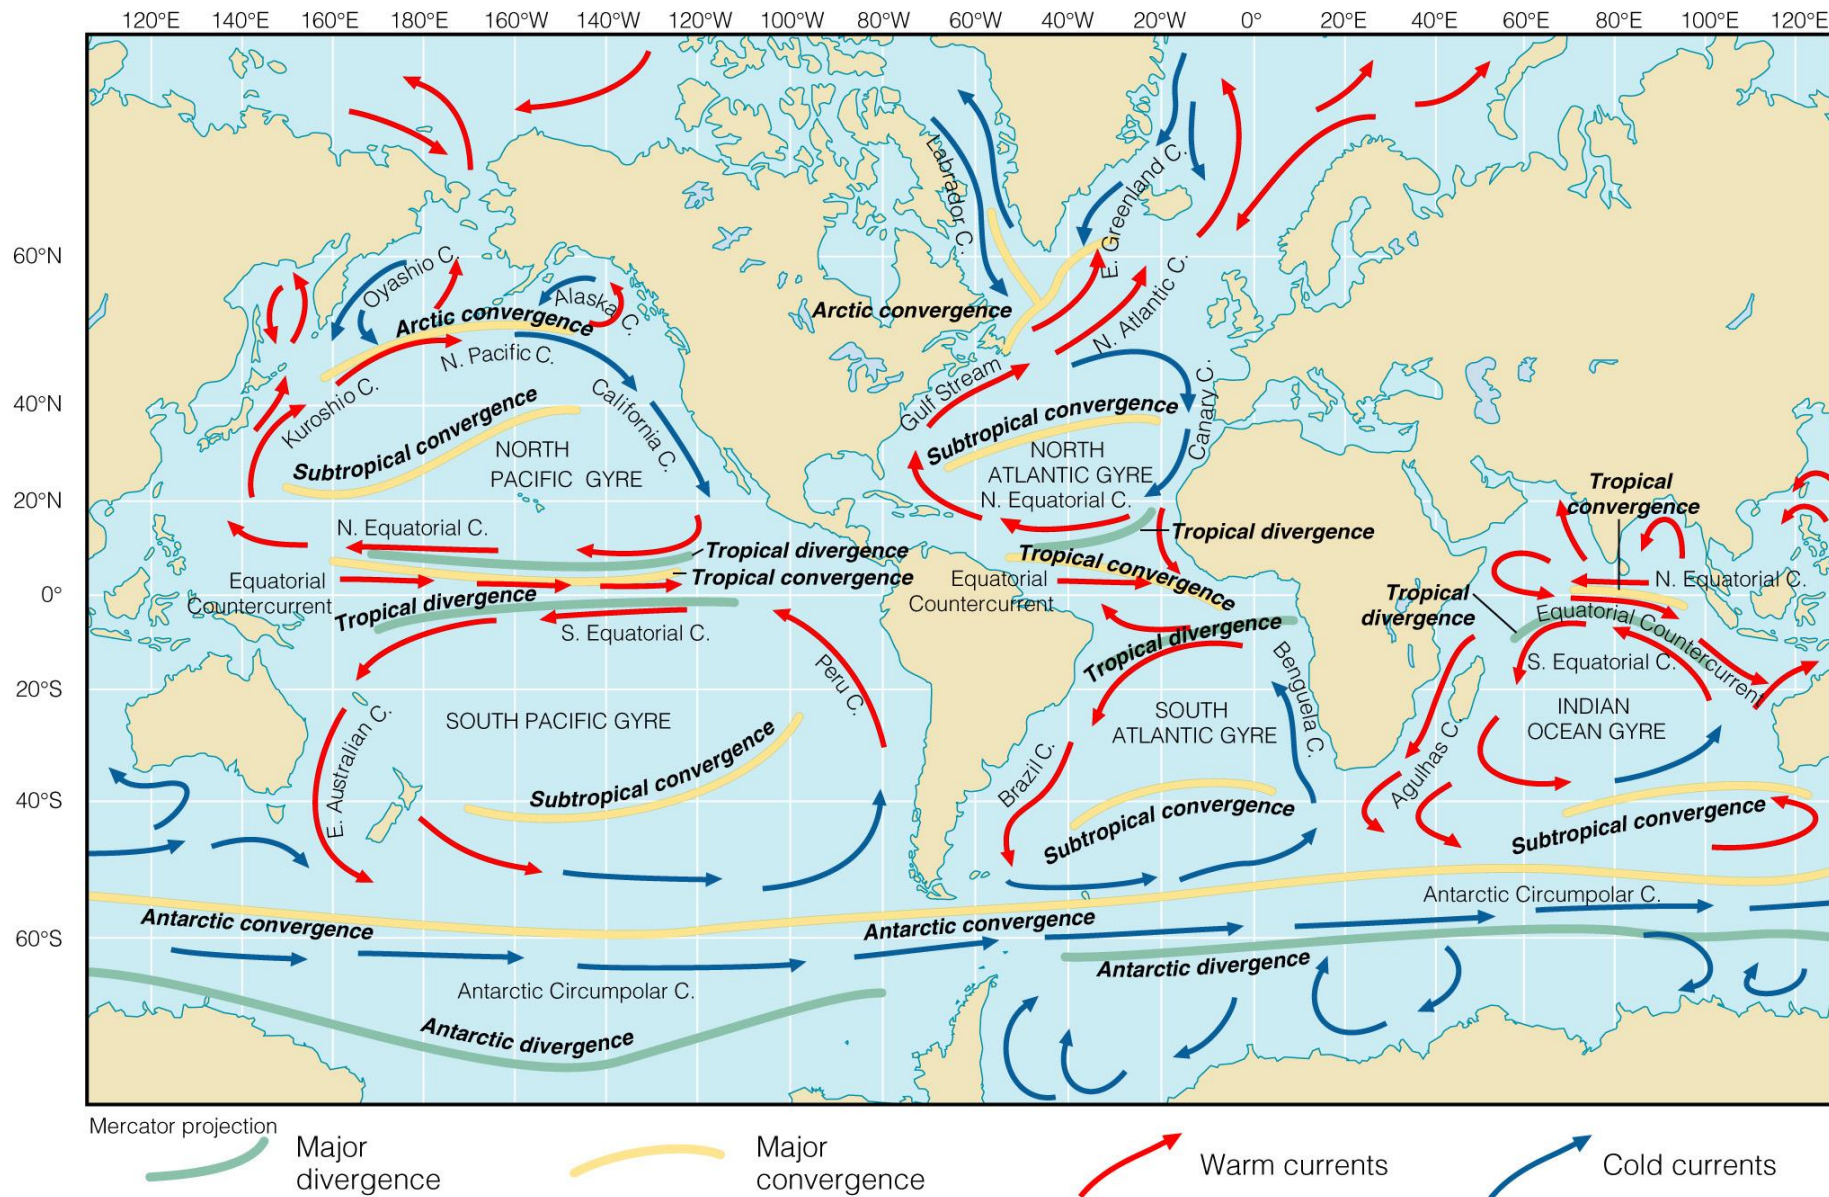 120°E 140°E 160°E 180°E 160°W 140°W 120°W 100°W 80°W 60°W 40°W 20°W 0° 20°E 40°E 60°E 80°E 100°E 120°E
60°N
40°N
20°N
0°
20°S
40°S
60°S
Labrador C.
E. Greenland C.
Oyashio C.
Alaska C.
Arctic convergence
N. Pacific C.
Kuroshio C.
California C.
Subtropical convergence
NORTH
PACIFIC GYRE
Arctic convergence
N. Atlantic C.
Gulf Stream
Canary C.
Subtropical convergence
NORTH
ATLANTIC GYRE
N. Equatorial C.
N. Equatorial C.
Tropical divergence
Tropical convergence
Equatorial
Countercurrent
Tropical divergence
S. Equatorial C.
Tropical divergence
Tropical convergence
Equatorial
Countercurrent
Tropical divergence
Tropical
convergence
N. Equatorial C.
Tropical
divergence
Equatorial Countercurrent
S. Equatorial C.
INDIAN
OCEAN GYRE
Peru C.
SOUTH PACIFIC GYRE
E. Australian C.
Subtropical convergence
Benguela C.
SOUTH
ATLANTIC GYRE
Brazil C.
Subtropical convergence
Agulhas C.
Subtropical convergence
Antarctic convergence
Antarctic convergence
Antarctic Circumpolar C.
Antarctic divergence
Antarctic Circumpolar C.
Antarctic divergence
Mercator projection
Major
divergence
Major
convergence
Warm currents
Cold currents